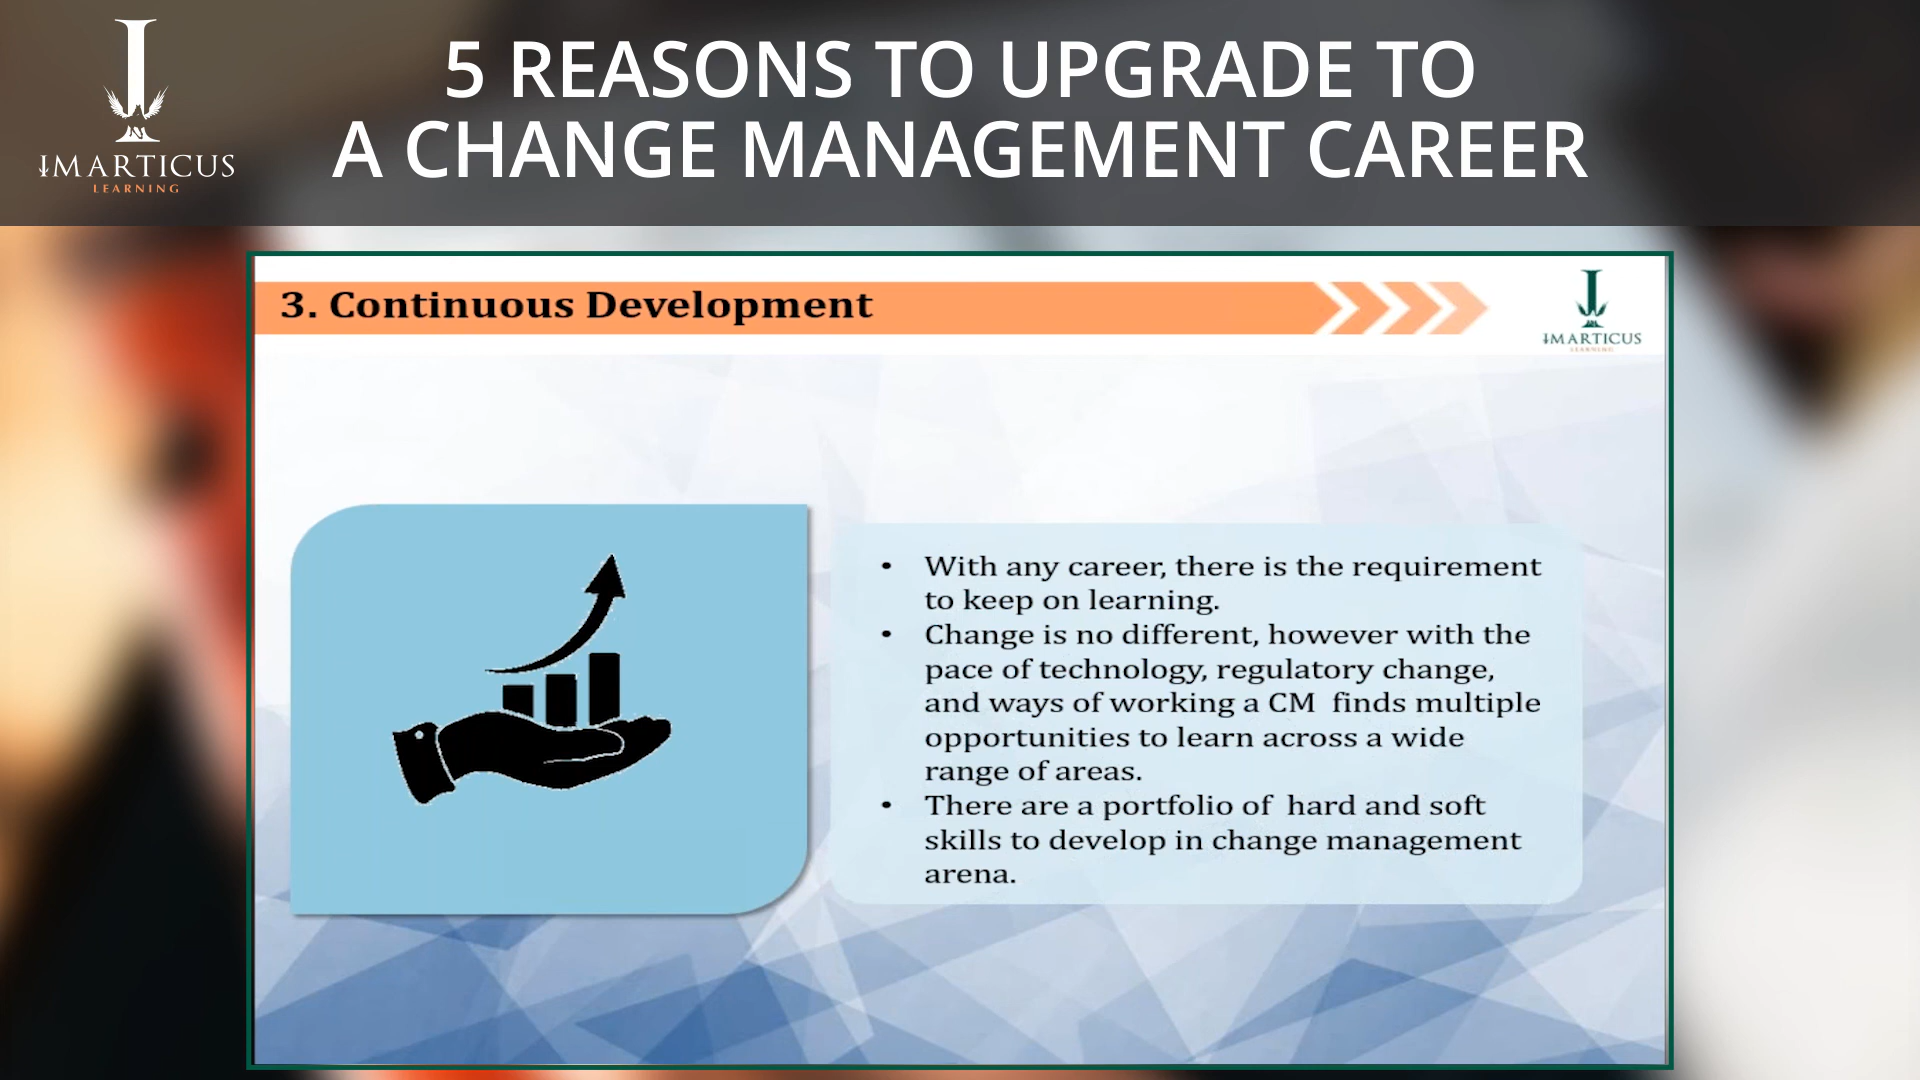 5 REASONS TO UPGRADE TO
A CHANGE MANAGEMENT CAREER
IMARTICUS
LEARNING
3. Continuous Development
IMARTICUS
LEARNING
• With any career, there is the requirement
to keep on learning.
• Change is no different, however with the
pace of technology, regulatory change,
and ways of working a CM  finds multiple
opportunities to learn across a wide
range of areas.
• There are a portfolio of  hard and soft
skills to develop in change management
arena.